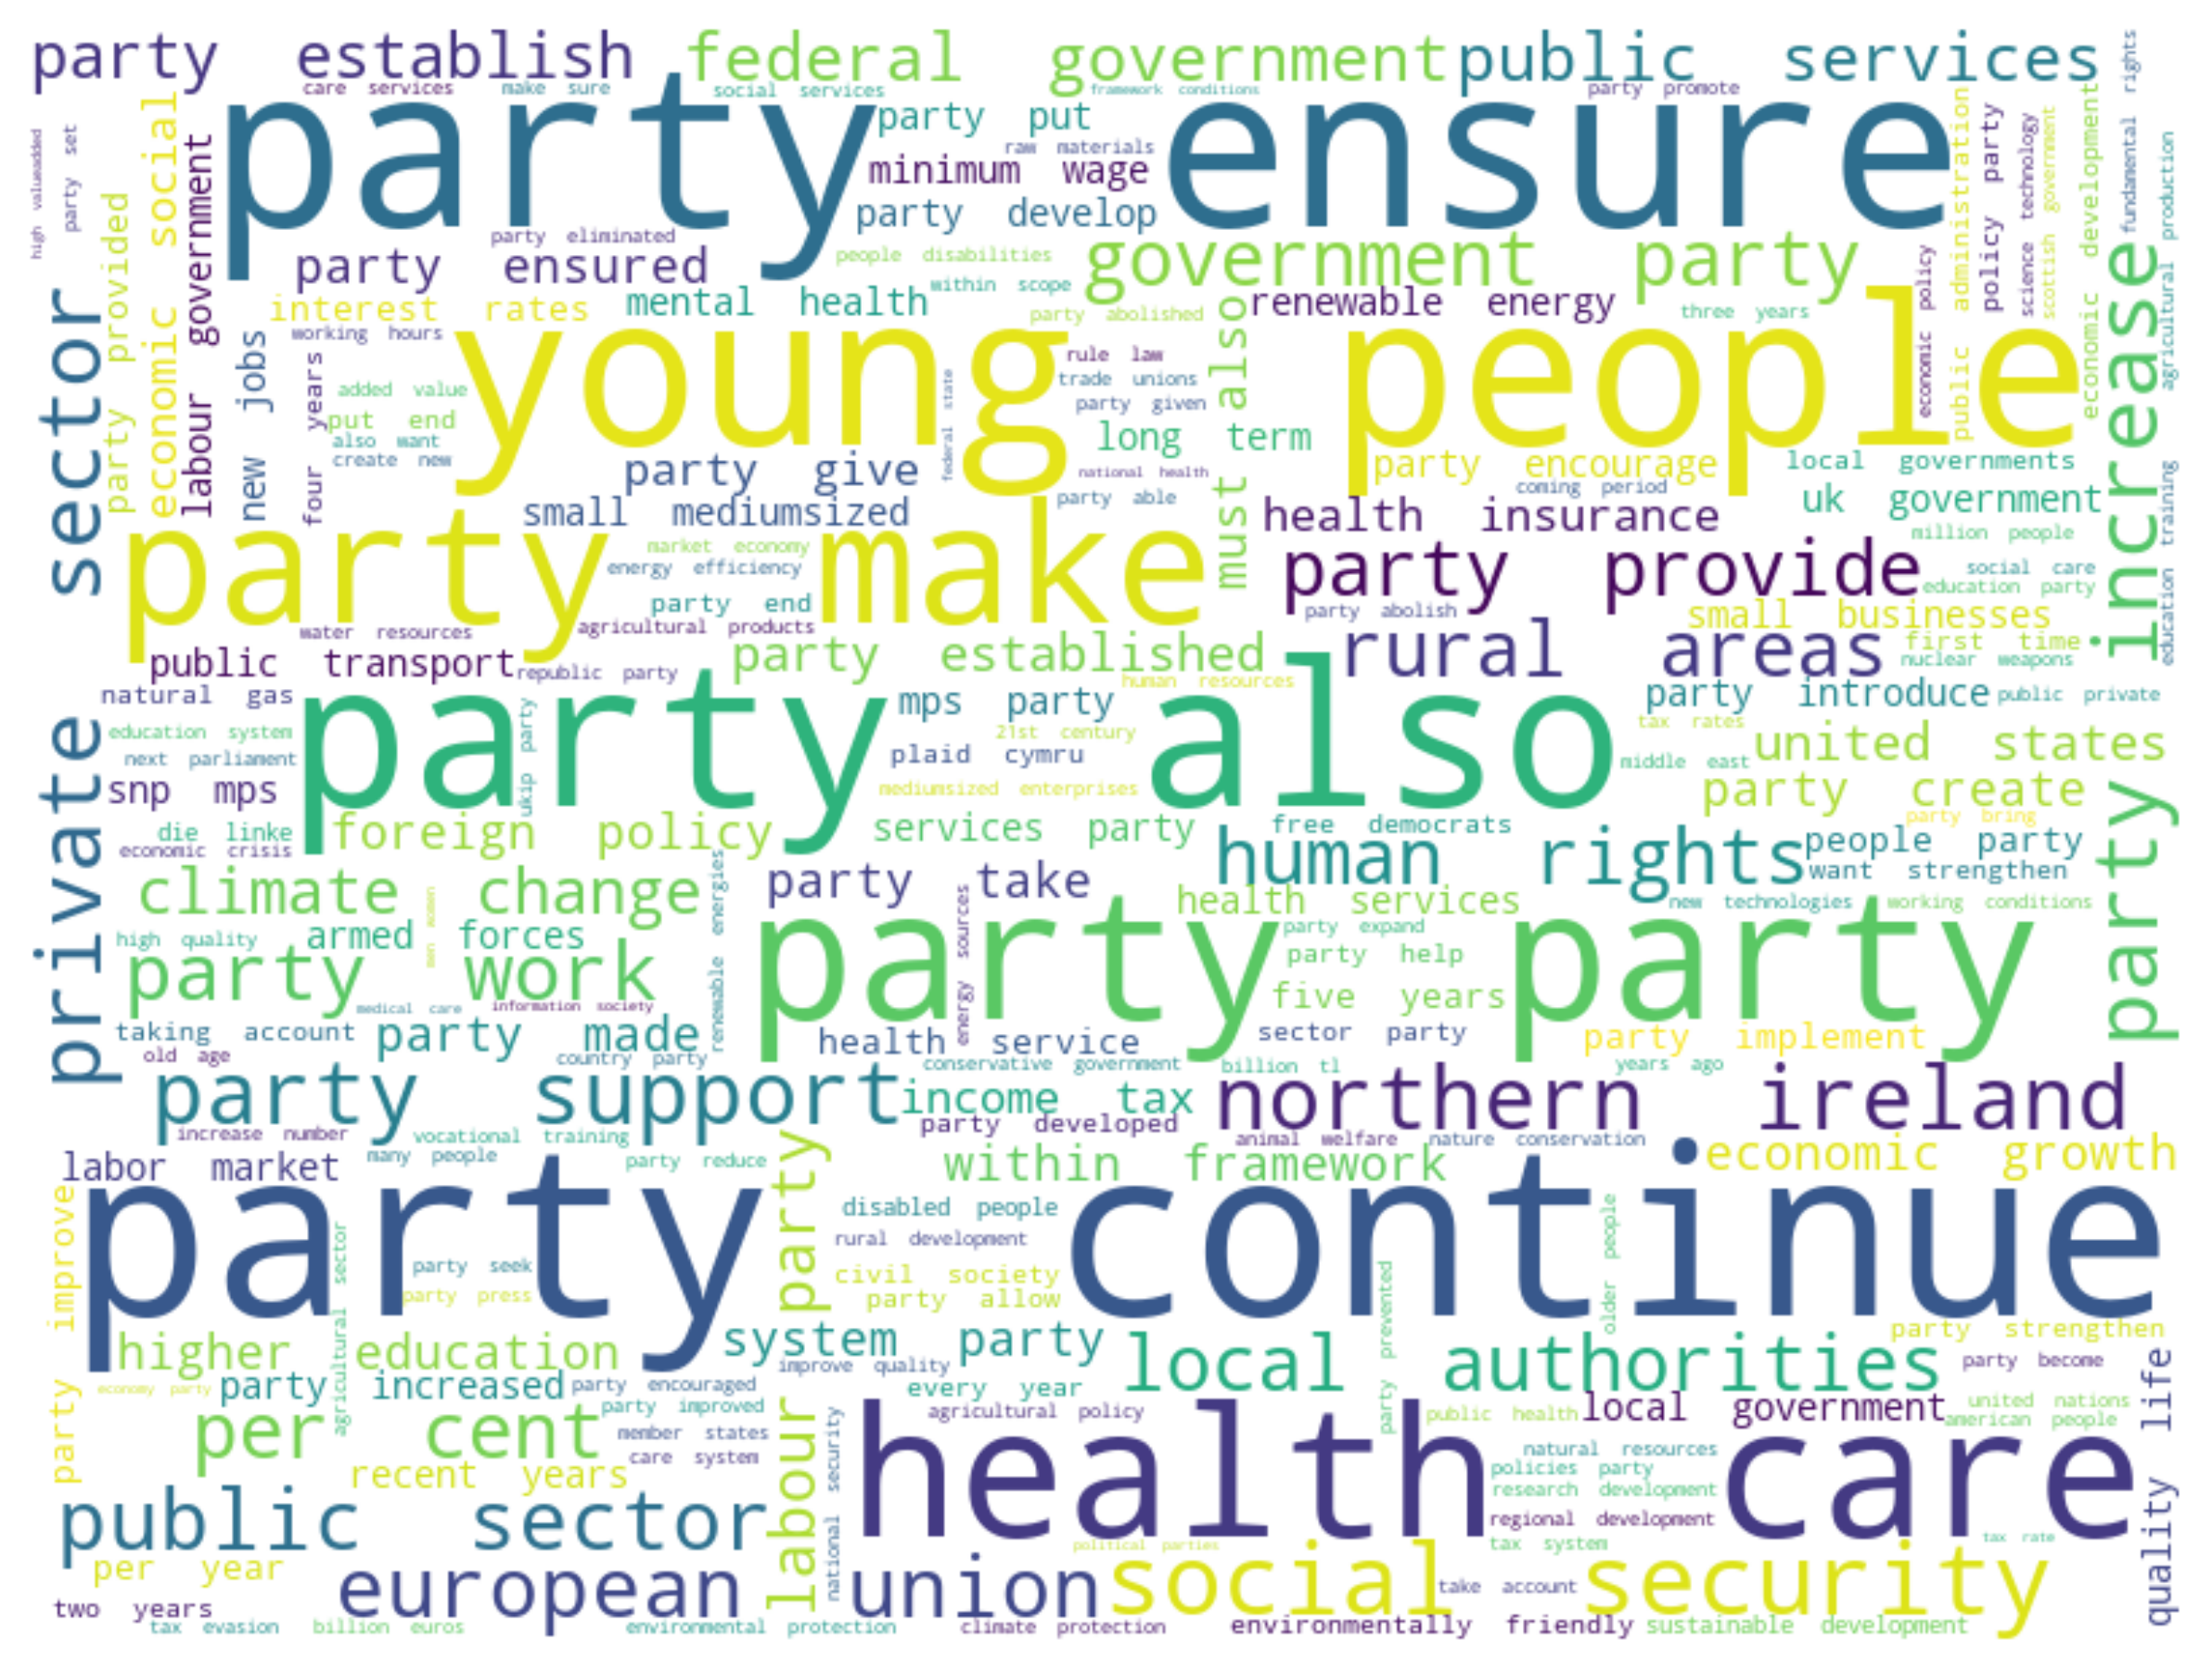 party establish
federal government
public services
care services
make sure
social services
framework conditions
party promote
rights
party ensure
party put
raw materials
minimum wage
party develop
high valueadded
party set
party provided
economic social
labour government
public administration
policy party
science technology
scottish government
economic development
fundamental rights
agricultural production
party eliminated
party ensured
people disabilities
within scope
government party
interest rates
mental health
party abolished
renewable energy
three years
economic policy
increase
private sector
working hours
new jobs
four years
young people
rule law
trade unions
party given
must also
added value
put end
also want
create new
federal state
long term
party give
national health
party able
party encourage
coming period
local governments
uk government
small mediumsized
health insurance
million people
education training
party make
market economy
energy efficiency
party provide
social care
education party
party end
party abolish
small businesses
water resources
agricultural products
rural areas
first time
nuclear weapons
public transport
republic party
party established
human resources
natural gas
party also
mps party
party introduce
public private
education system
ukip party
21st century
tax rates
united states
next parliament
plaid cymru
middle east
snp mps
mediumsized enterprises
party create
party bring
die linke
foreign policy
services party
free democrats
economic crisis
human rights
people party
want strengthen
party
climate change
men women
renewable energies
party take
energy sources
health services
new technologies
working conditions
high quality
armed forces
party party
party expand
party help
party work
five years
medical care
information society
taking account
party made
health service
sector party
party implement
old age
country party
conservative government
billion tl
years ago
party support
income tax
northern ireland
party developed
increase number
vocational training
animal welfare
nature conservation
labor market
many people
party reduce
labour party
within framework
economic growth
party continue
disabled people
older people
party improve
agricultural sector
rural development
party seek
civil society
party prevented
party press
party allow
higher education
system party
party strengthen
improve quality
local authorities
party become
economy party
party increased
party encouraged
every year
quality life
per cent
party improved
agricultural policy
public health
local government
united nations
american people
member states
national security
health care
care system
natural resources
recent years
policies party
research development
public sector
regional development
political parties
tax system
tax rate
per year
european union
social security
take account
two years
tax evasion
billion euros
environmental protection
climate protection
environmentally friendly
sustainable development